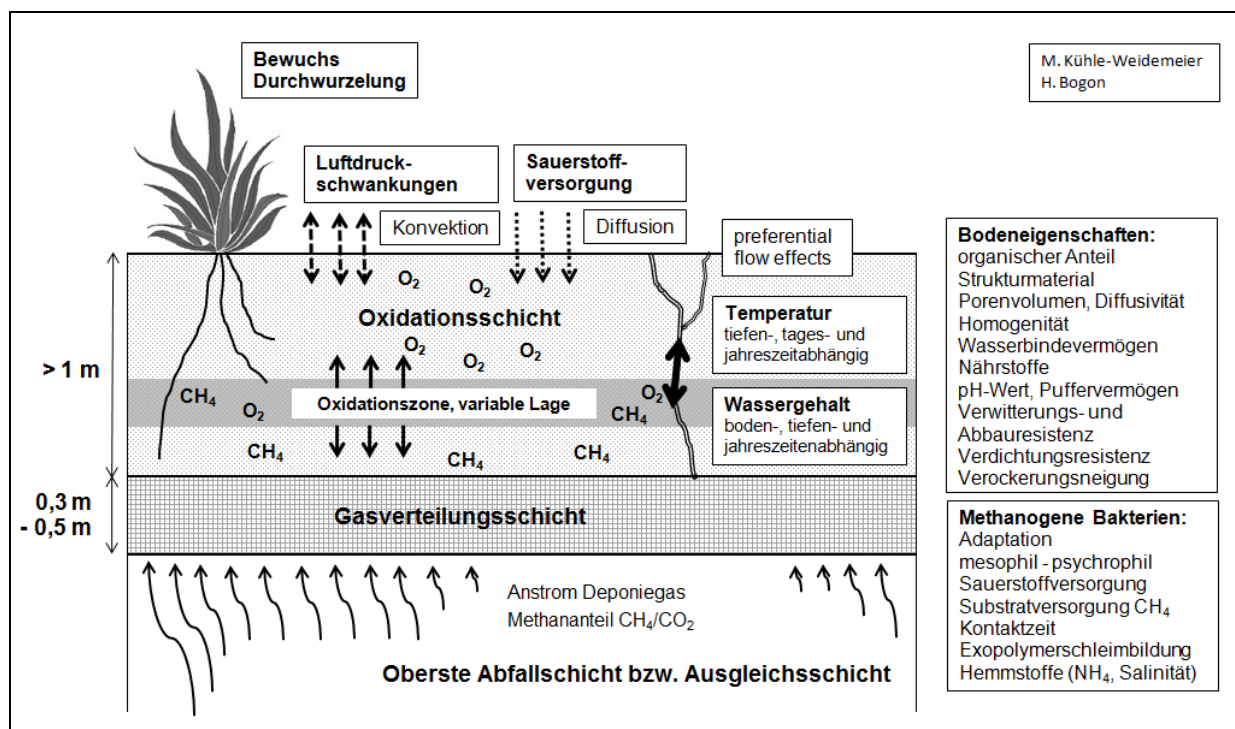 Bewuchs
Durchwurzelung
M. Kühle-Weidemeier
H. Bogon
Luftdruck-
schwankungen
Sauerstoff-
versorgung
Konvektion
Diffusion
preferential
flow effects
O₂
O₂
Oxidationsschicht
O₂
O₂
O₂
Temperatur
tiefen-, tages- und
jahreszeitabhängig
> 1 m
CH₄
O₂
Oxidationszone, variable Lage
CH₄
O₂
Wassergehalt
boden-, tiefen- und
jahreszeitenabhängig
CH₄
CH₄
CH₄
0,3 m
- 0,5 m
Gasverteilungsschicht
Anstrom Deponiegas
Methananteil CH₄/CO₂
Oberste Abfallschicht bzw. Ausgleichsschicht
Bodeneigenschaften:
organischer Anteil
Strukturmaterial
Porenvolumen, Diffusivität
Homogenität
Wasserbindevermögen
Nährstoffe
pH-Wert, Puffervermögen
Verwitterungs- und
Abbauresistenz
Verdichtungsresistenz
Verockerungsneigung
Methanogene Bakterien:
Adaptation
mesophil - psychrophil
Sauerstoffversorgung
Substratversorgung CH₄
Kontaktzeit
Exopolymerschleimbildung
Hemmstoffe (NH₄, Salinität)